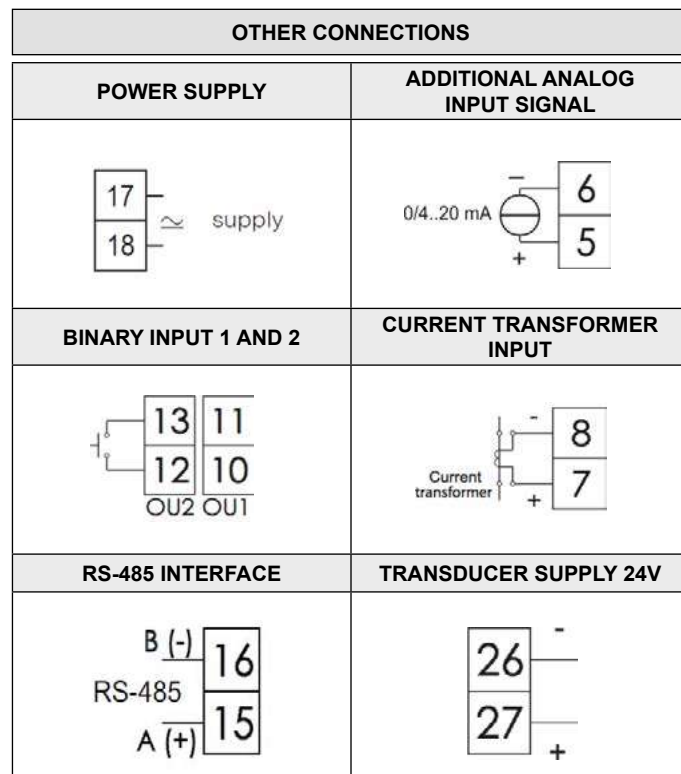 OTHER CONNECTIONS
POWER SUPPLY
ADDITIONAL ANALOG
INPUT SIGNAL
17
18
≃ supply
0/4..20 mA
−
+
6
5
BINARY INPUT 1 AND 2
CURRENT TRANSFORMER
INPUT
13 11
12 10
OU2 OU1
Current
transformer
-
+
8
7
RS-485 INTERFACE
TRANSDUCER SUPPLY 24V
B (-)
16
RS-485
A (+)
15
26
-
27
+